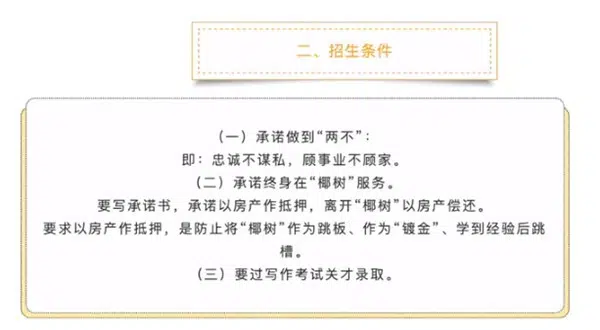 二、招生条件
（一）承诺做到“两不”：
即：忠诚不谋私，顾事业不顾家。
（二）承诺终身在“椰树”服务。
要写承诺书，承诺以房产作抵押，离开“椰树”以房产偿还。
要求以房产作抵押，是防止将“椰树”作为跳板、作为“镀金”、学到经验后跳
槽。
（三）要过写作考试关才录取。